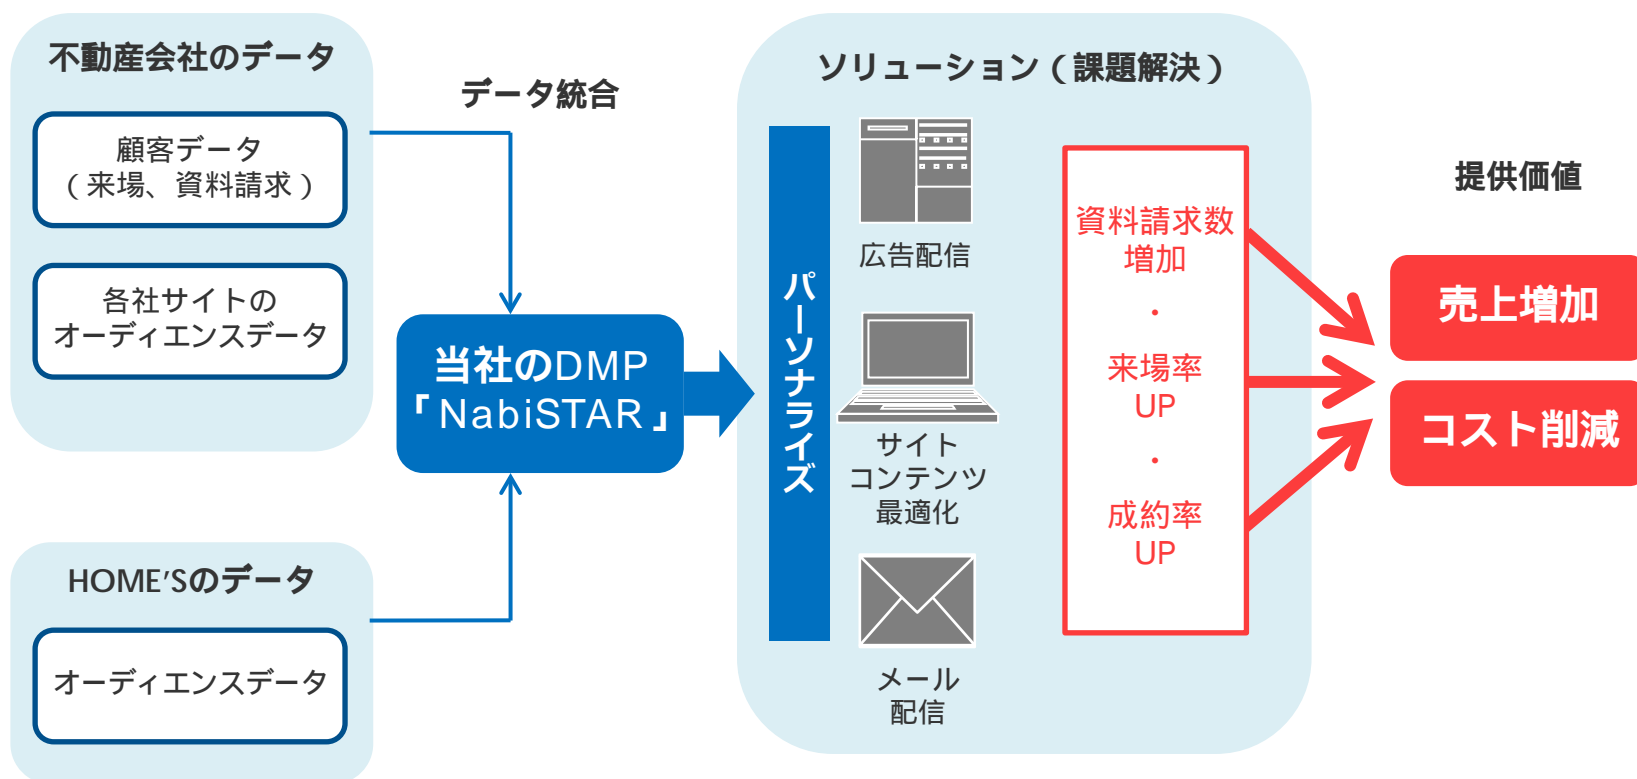 不動産会社のデータ
顧客データ
（来場、資料請求）
各社サイトの
オーディエンスデータ
HOME'Sのデータ
オーディエンスデータ
データ統合
当社のDMP
「NabiSTAR」
ソリューション（課題解決）
パーソナライズ
広告配信
サイト
コンテンツ
最適化
メール
配信
資料請求数
増加
・
来場率
UP
・
成約率
UP
提供価値
売上増加
コスト削減